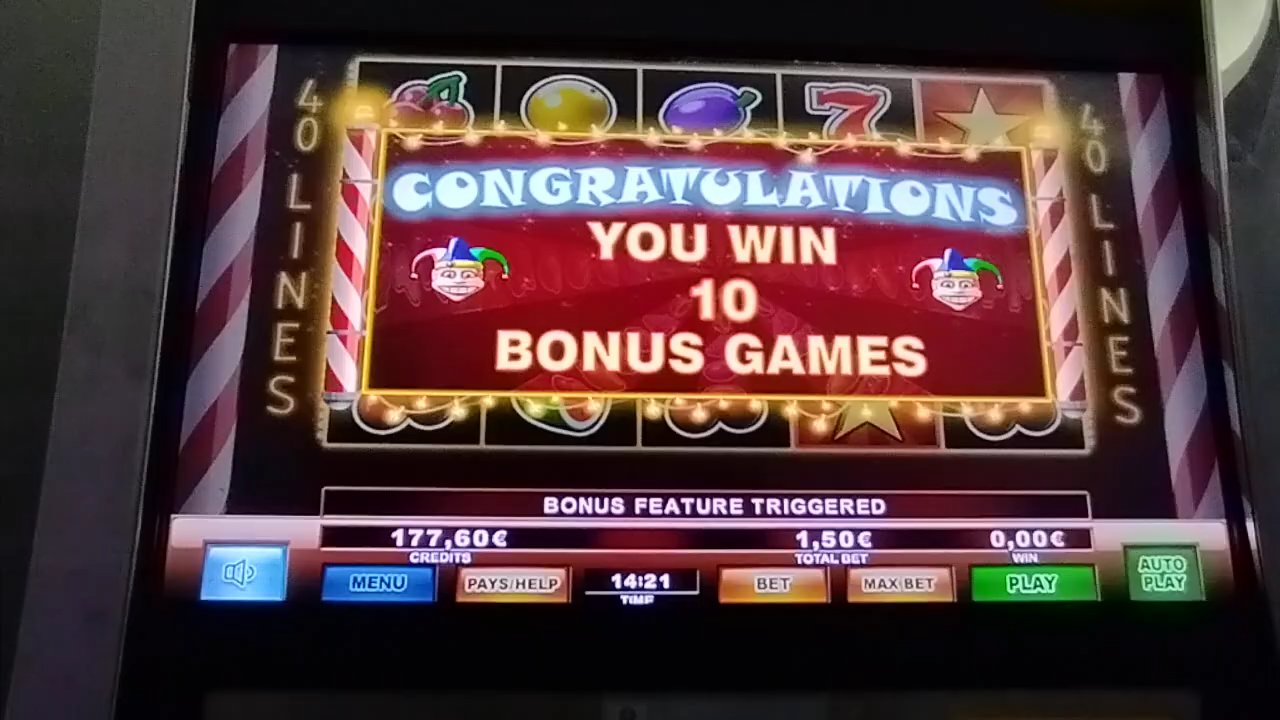 40 LINES
7
40 LINES
CONGRATULATIONS
YOU WIN
10
BONUS GAMES
BONUS FEATURE TRIGGERED
177,60€
1,50€
0,00€
CREDITS
TOTAL BET
WIN
MENU
PAYS/HELP
14:21
TIME
BET
MAX BET
PLAY
AUTO
PLAY